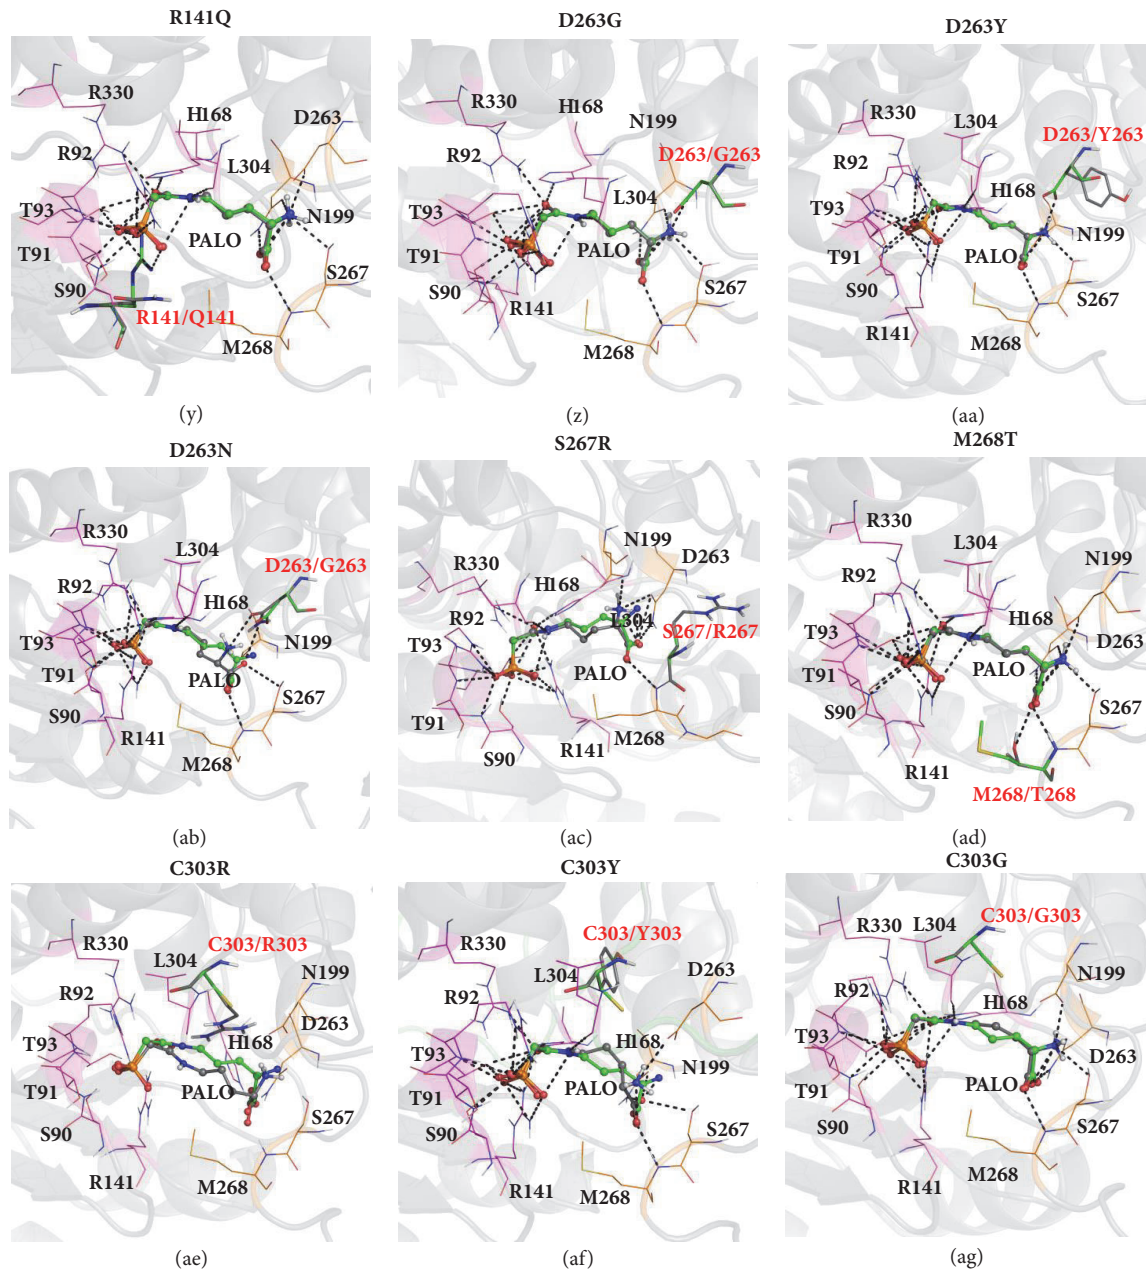 R141Q
R330
H168
D263
R92
L304
T93
N199
PALO
T91
S267
S90
R141/Q141
M268
(y)
D263G
R330
H168
N199
R92
D263/G263
L304
T93
T91
PALO
S90
S267
R141
M268
(z)
D263Y
R330
L304
D263/Y263
R92
H168
T93
N199
T91
PALO
S90
S267
R141
M268
(aa)
D263N
R330
L304
D263/G263
R92
H168
T93
N199
T91
PALO
S267
S90
R141
M268
(ab)
S267R
N199
D263
R330
H168
R92
L304
S267/R267
T93
PALO
T91
M268
R141
S90
(ac)
M268T
R330
L304
N199
R92
H168
T93
D263
PALO
T91
S90
S267
R141
M268/T268
(ad)
C303R
R330
C303/R303
L304
N199
R92
D263
H168
T93
T91
PALO
S267
S90
R141
M268
(ae)
C303Y
R330
C303/Y303
L304
D263
R92
H168
T93
N199
T91
PALO
S90
S267
R141
M268
(af)
C303G
C303/G303
R330
L304
N199
R92
H168
T93
D263
T91
PALO
S90
S267
R141
M268
(ag)